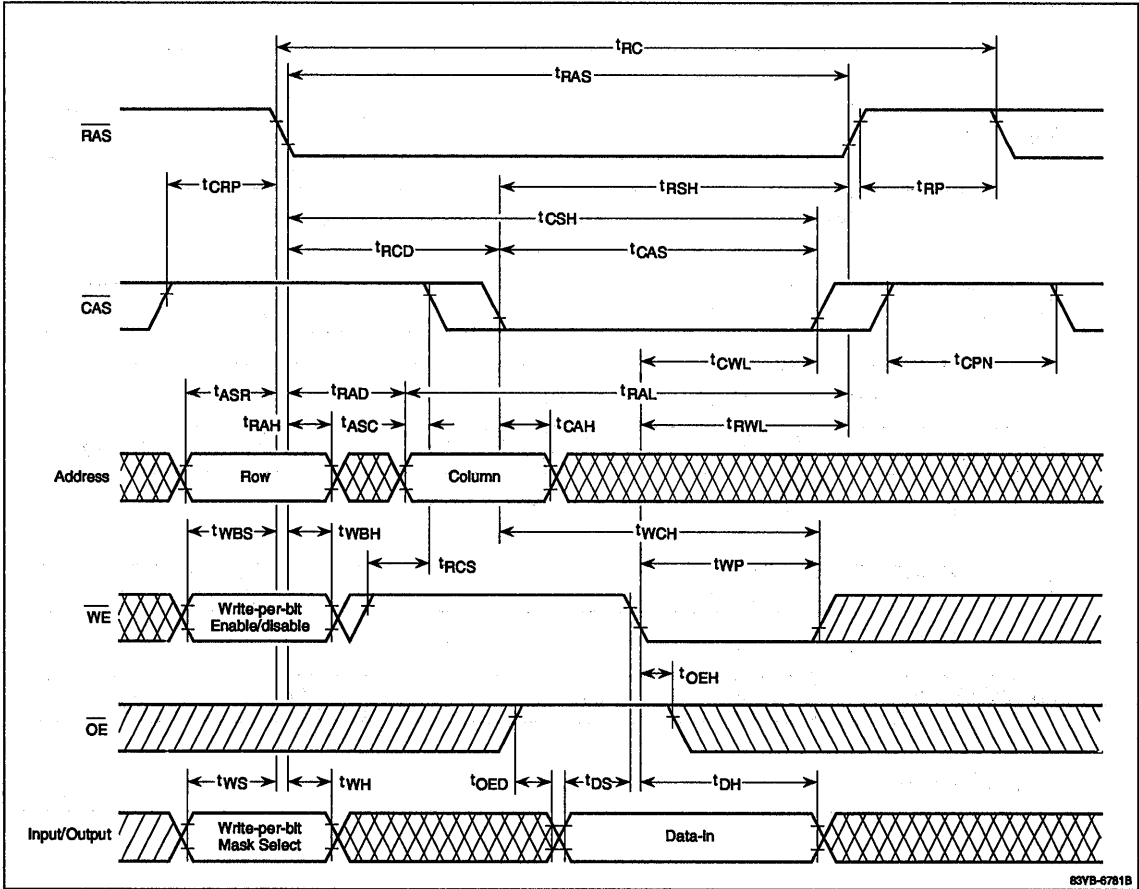 tRC
tRAS
RAS
tCRP
tRSH
tRP
tCSH
tRCD
tCAS
CAS
tCWL
tCPN
tASR
tRAD
tRAL
tRAH
tASC
tCAH
tRWL
Address
Row
Column
tWBS
tWBH
tWCH
tRCS
tWP
WE
Write-per-bit
Enable/disable
tOEH
OE
tWS
tWH
tOED
tDS
tDH
Input/Output
Write-per-bit
Mask Select
Data-in
83VB-6781B